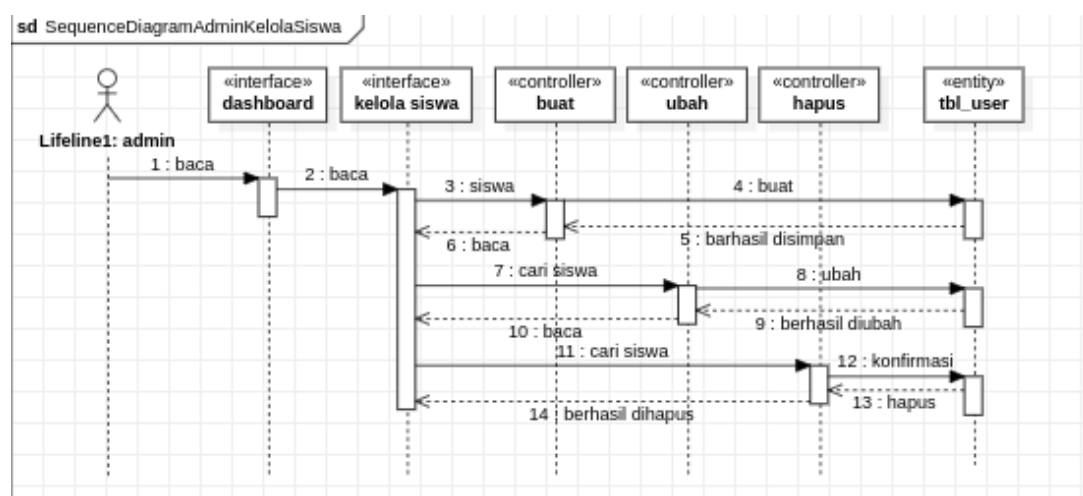 sd SequenceDiagramAdminKelolaSiswa
«interface»
dashboard
«interface»
kelola siswa
«controller»
buat
«controller»
ubah
«controller»
hapus
«entity»
tbl_user
Lifeline1: admin
1 : baca
2 : baca
3 : siswa
4 : buat
5 : barhasil disimpan
6 : baca
7 : cari siswa
8 : ubah
9 : berhasil diubah
10 : baca
11 : cari siswa
12 : konfirmasi
13 : hapus
14 : berhasil dihapus